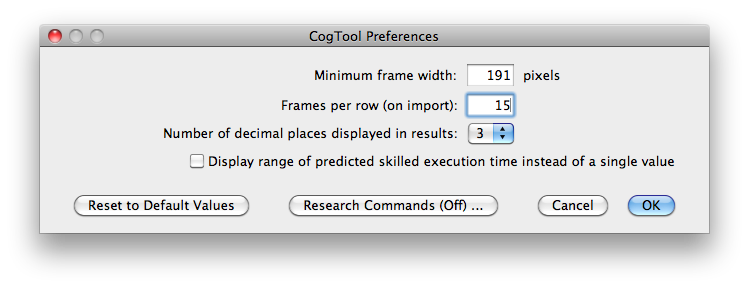 CogTool Preferences
Minimum frame width: 191 pixels
Frames per row (on import): 15
Number of decimal places displayed in results: 3
Display range of predicted skilled execution time instead of a single value
Reset to Default Values Research Commands (Off) ... Cancel OK